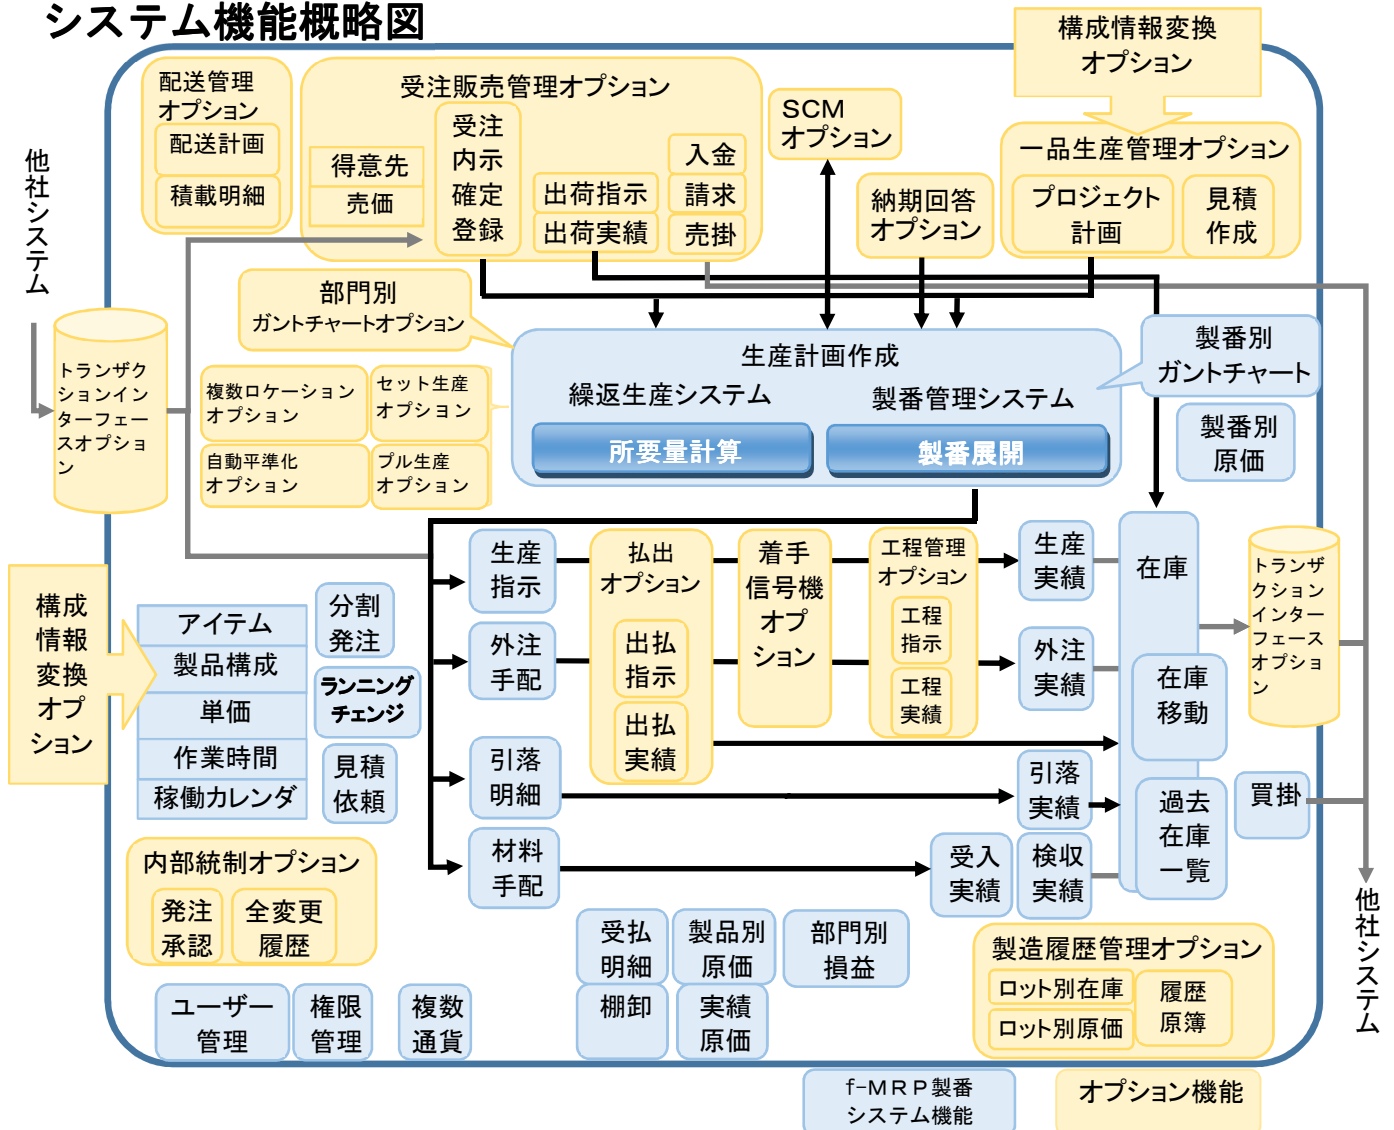 システム機能概略図
構成情報変換
オプション
配送管理
オプション
配送計画
積載明細
受注販売管理オプション
得意先
売価
受注
内示
確定
登録
出荷指示
出荷実績
入金
請求
売掛
SCM
オプション
納期回答
オプション
一品生産管理オプション
プロジェクト
計画
見積
作成
他社システム
トランザク
ションイン
ターフェー
スオプショ
ン
部門別
ガントチャートオプション
複数ロケーション
オプション
セット生産
オプション
自動平準化
オプション
プル生産
オプション
生産計画作成
繰返生産システム
製番管理システム
所要量計算
製番展開
製番別
ガントチャート
製番別
原価
構成
情報
変換
オプ
ション
アイテム
製品構成
単価
作業時間
稼働カレンダ
分割
発注
ランニング
チェンジ
見積
依頼
生産
指示
外注
手配
引落
明細
材料
手配
払出
オプション
出払
指示
出払
実績
着手
信号機
オプ
ション
工程管理
オプション
工程
指示
工程
実績
生産
実績
外注
実績
引落
実績
受入
実績
検収
実績
在庫
在庫
移動
過去
在庫
一覧
トランザ
クション
インター
フェース
オプショ
ン
買掛
他社システム
内部統制オプション
発注
承認
全変更
履歴
ユーザー
管理
権限
管理
複数
通貨
受払
明細
棚卸
製品別
原価
実績
原価
部門別
損益
製造履歴管理オプション
ロット別在庫
ロット別原価
履歴
原簿
f-MRP製番
システム機能
オプション機能